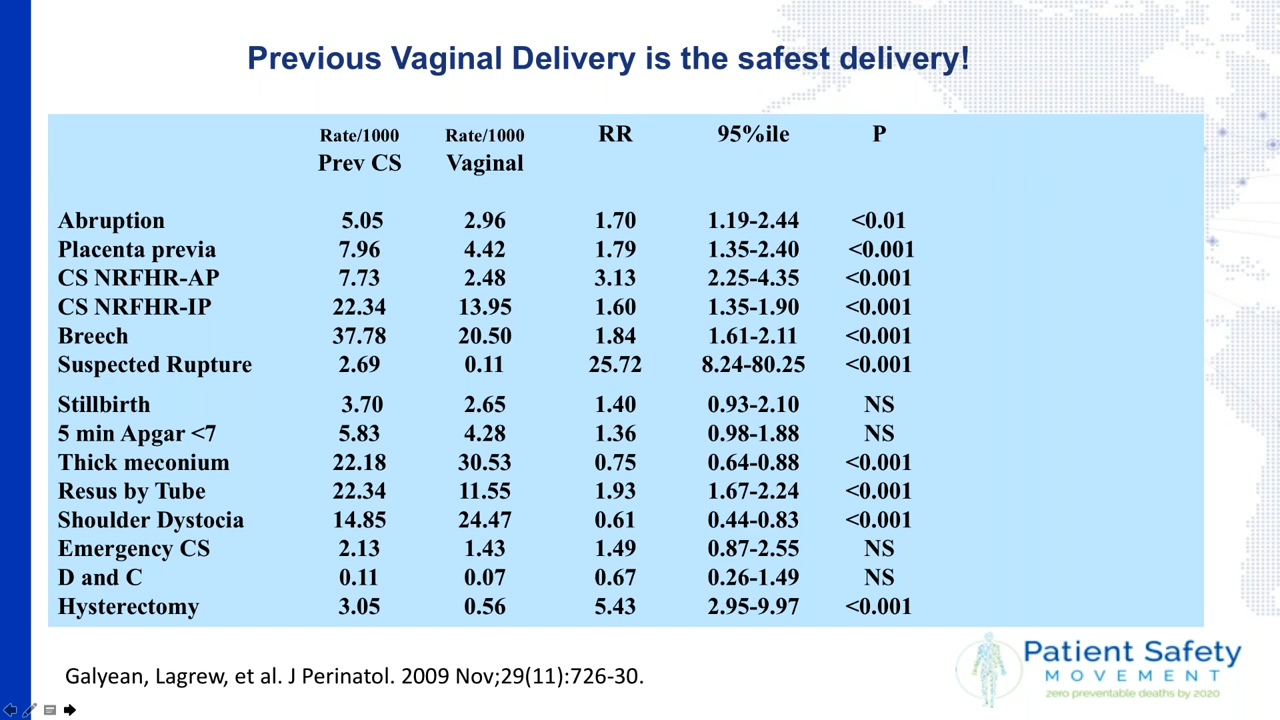 Previous Vaginal Delivery is the safest delivery!
Rate/1000 Rate/1000 RR 95%ile P
Prev CS Vaginal
Abruption 5.05 2.96 1.70 1.19-2.44 <0.01
Placenta previa 7.96 4.42 1.79 1.35-2.40 <0.001
CS NRFHR-AP 7.73 2.48 3.13 2.25-4.35 <0.001
CS NRFHR-IP 22.34 13.95 1.60 1.35-1.90 <0.001
Breech 37.78 20.50 1.84 1.61-2.11 <0.001
Suspected Rupture 2.69 0.11 25.72 8.24-80.25 <0.001
Stillbirth 3.70 2.65 1.40 0.93-2.10 NS
5 min Apgar <7 5.83 4.28 1.36 0.98-1.88 NS
Thick meconium 22.18 30.53 0.75 0.64-0.88 <0.001
Resus by Tube 22.34 11.55 1.93 1.67-2.24 <0.001
Shoulder Dystocia 14.85 24.47 0.61 0.44-0.83 <0.001
Emergency CS 2.13 1.43 1.49 0.87-2.55 NS
D and C 0.11 0.07 0.67 0.26-1.49 NS
Hysterectomy 3.05 0.56 5.43 2.95-9.97 <0.001
Galyean, Lagrew, et al. J Perinatol. 2009 Nov;29(11):726-30.
Patient Safety
MOVEMENT
zero preventable deaths by 2020